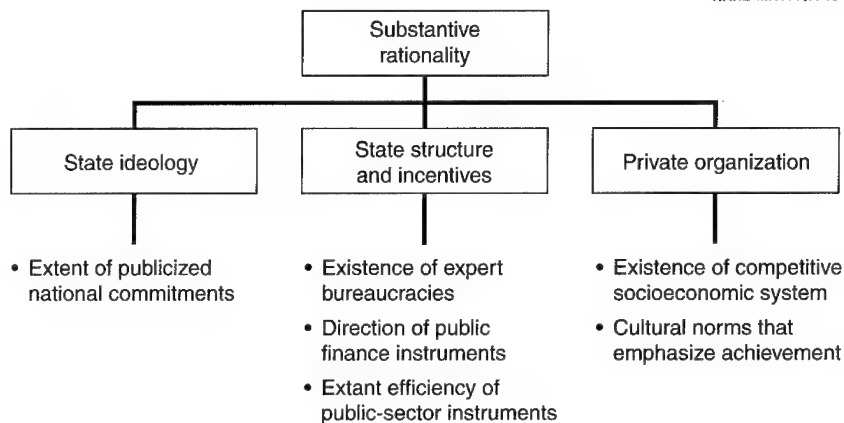 Substantive
rationality
State ideology
State structure
and incentives
Private organization
• Extent of publicized
national commitments
• Existence of expert
bureaucracies
• Direction of public
finance instruments
• Extant efficiency of
public-sector instruments
• Existence of competitive
socioeconomic system
• Cultural norms that
emphasize achievement